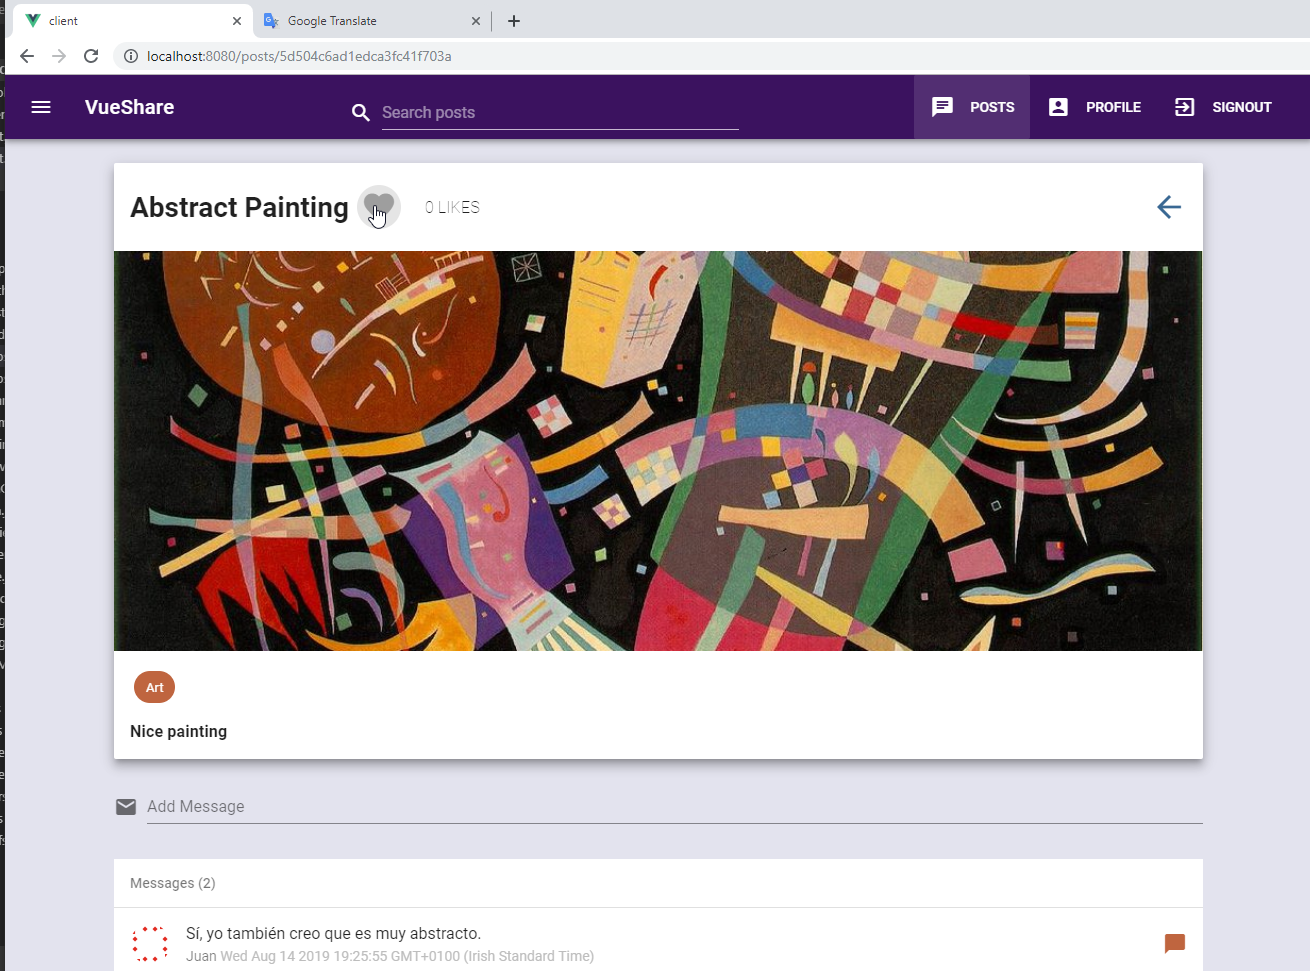 client
Google Translate
localhost:8080/posts/5d504c6ad1edca3fc41f703a
VueShare
Search posts
POSTS
PROFILE
SIGNOUT
Abstract Painting
0 LIKES
Art
Nice painting
Add Message
Messages (2)
Sí, yo también creo que es muy abstracto.
Juan Wed Aug 14 2019 19:25:55 GMT+0100 (Irish Standard Time)